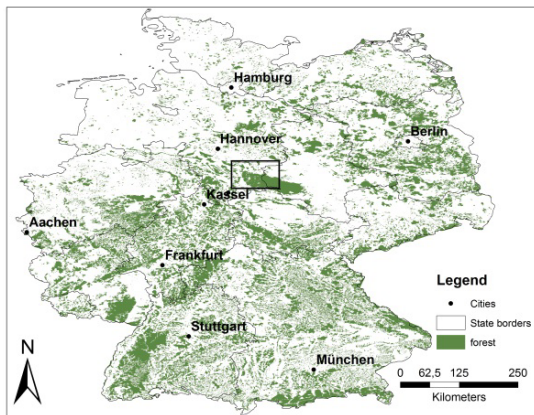 Hamburg
Berlin
Hannover
Kassel
Aachen
Frankfurt
Stuttgart
München
Legend
Cities
State borders
forest
N
0 62,5 125 250
Kilometers